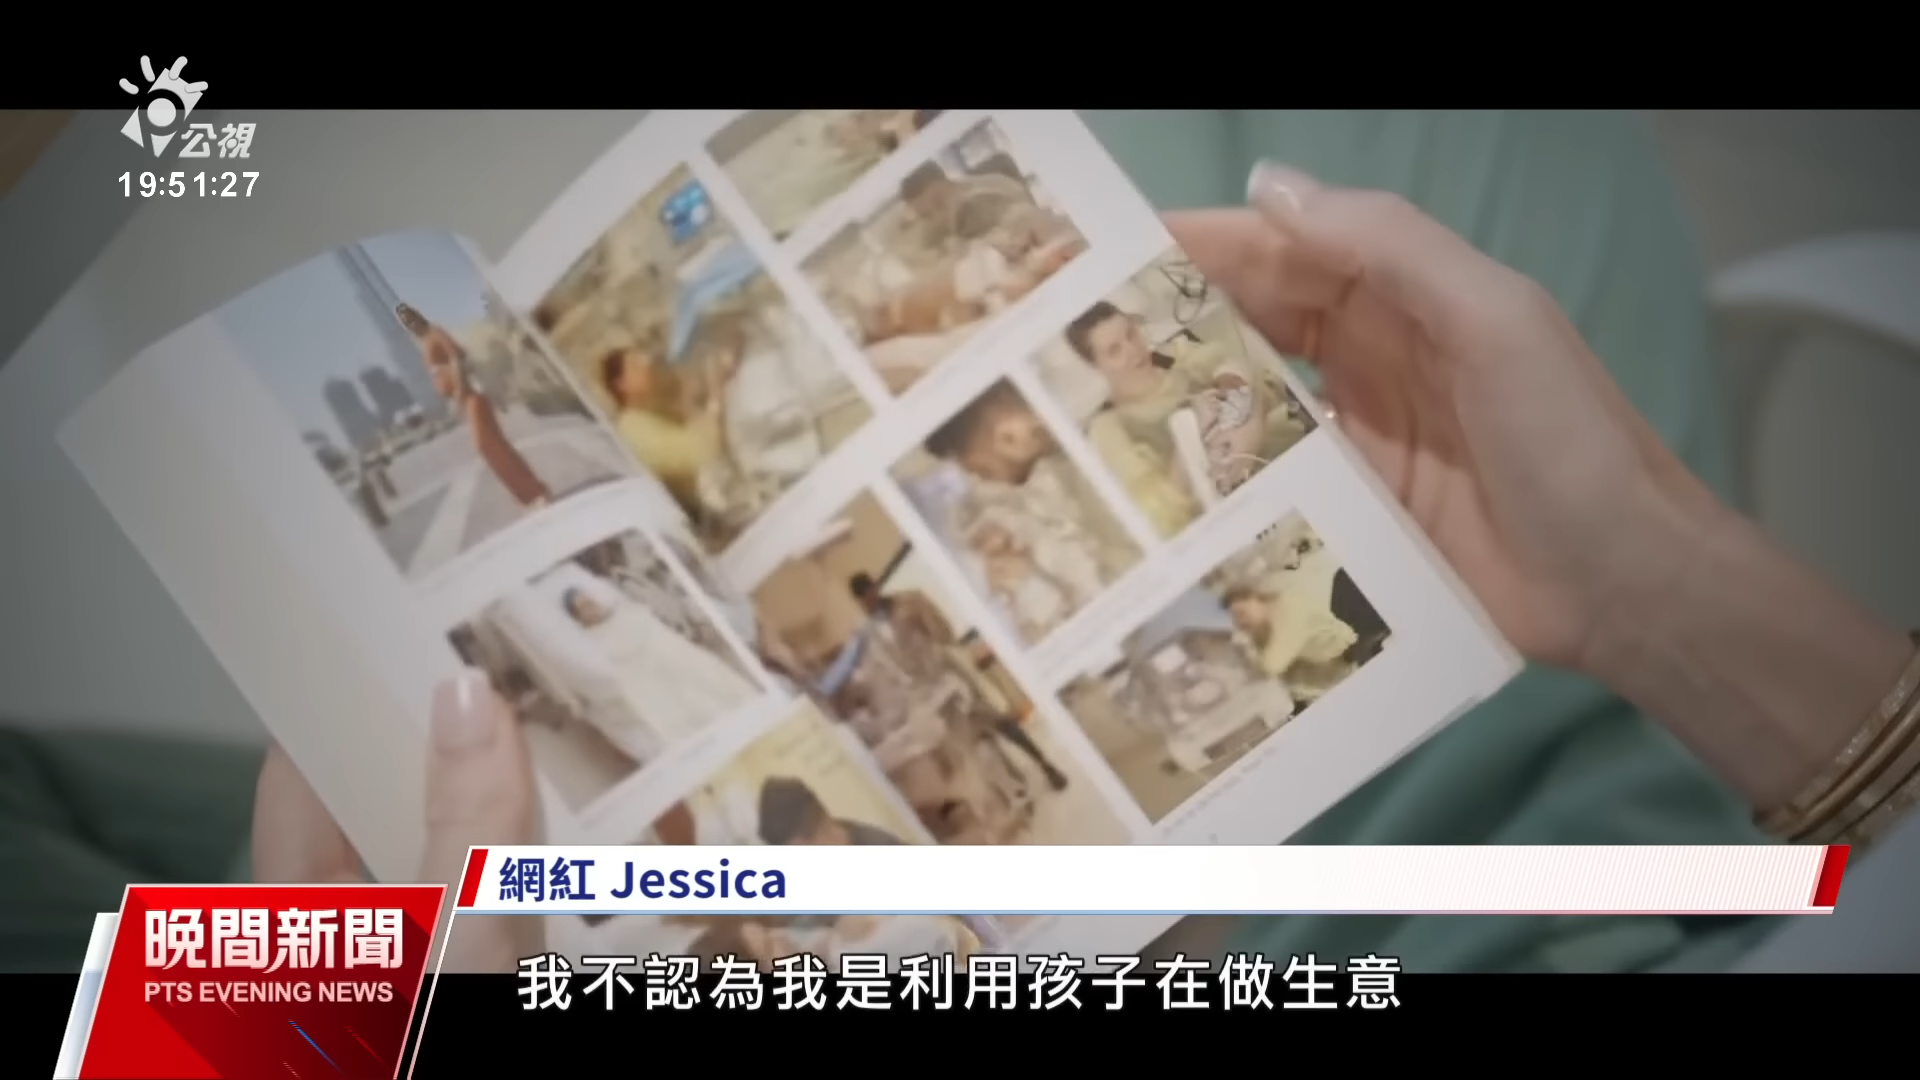 公視
19:51:27
網紅 Jessica
晚間新聞
PTS EVENING NEWS
我不認為我是利用孩子在做生意